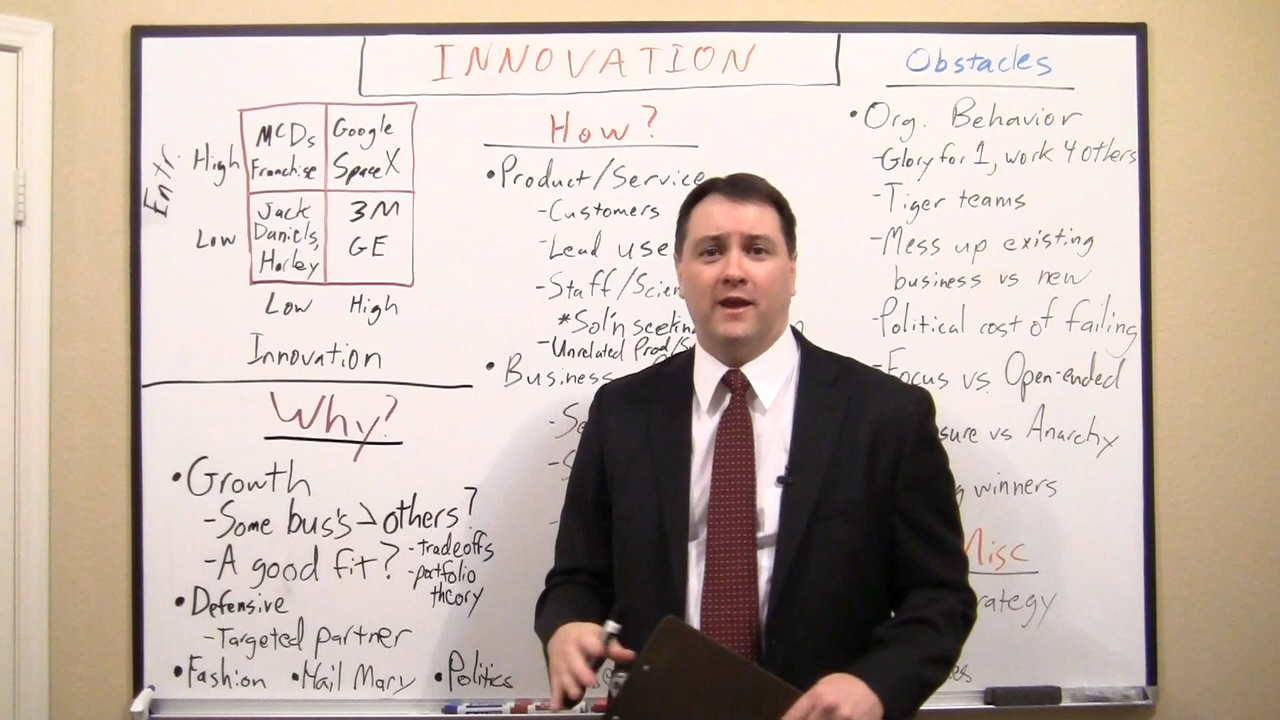 INNOVATION
Entr.
High
McDs
Franchise
Google
SpaceX
Low
Jack
Daniels,
Harley
3M
GE
Low High
Innovation
Why?
•Growth
-Some bus's → others?
-A good fit?
-tradeoffs
-portfolio
theory
•Defensive
-Targeted partner
•Fashion •Hail Mary •Politics
How?
•Product/Service
-Customers
-Lead use
-Staff/Scien
*Sol'n seekin
-Unrelated Prod/S
•Business
Obstacles
•Org. Behavior
-Glory for 1, work 4 others
-Tiger teams
-Mess up existing
business vs new
-Political cost of failing
-Focus vs. Open-ended
sure vs Anarchy
g winners
Misc
rategy